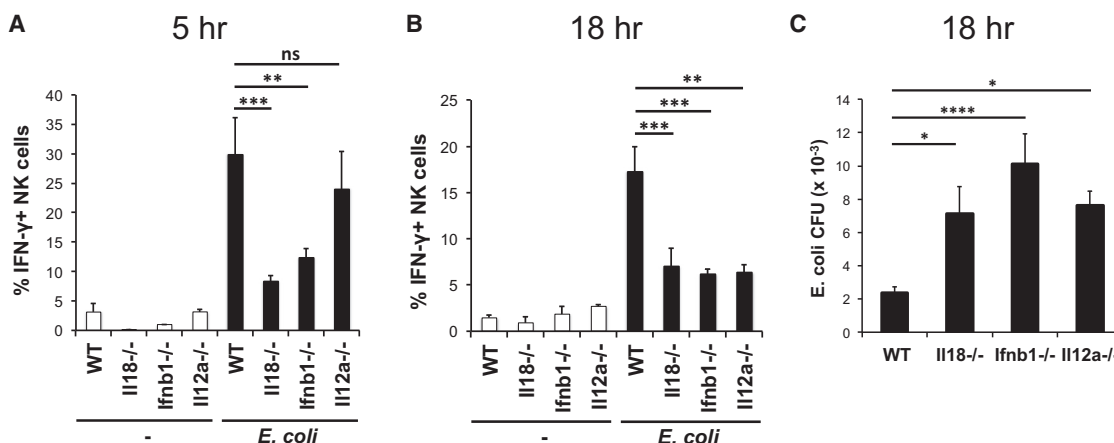 A
5 hr
% IFN-γ+ NK cells
40
35
30
25
20
15
10
5
0
ns
**
***
WT
Il18-/-
Ifnb1-/-
Il12a-/-
WT
Il18-/-
Ifnb1-/-
Il12a-/-
-
E. coli
B
18 hr
% IFN-γ+ NK cells
25
20
15
10
5
0
**
***
***
WT
Il18-/-
Ifnb1-/-
Il12a-/-
WT
Il18-/-
Ifnb1-/-
Il12a-/-
-
E. coli
C
18 hr
E. coli CFU (x 10⁻³)
14
12
10
8
6
4
2
0
*
****
*
WT Il18-/- Ifnb1-/- Il12a-/-